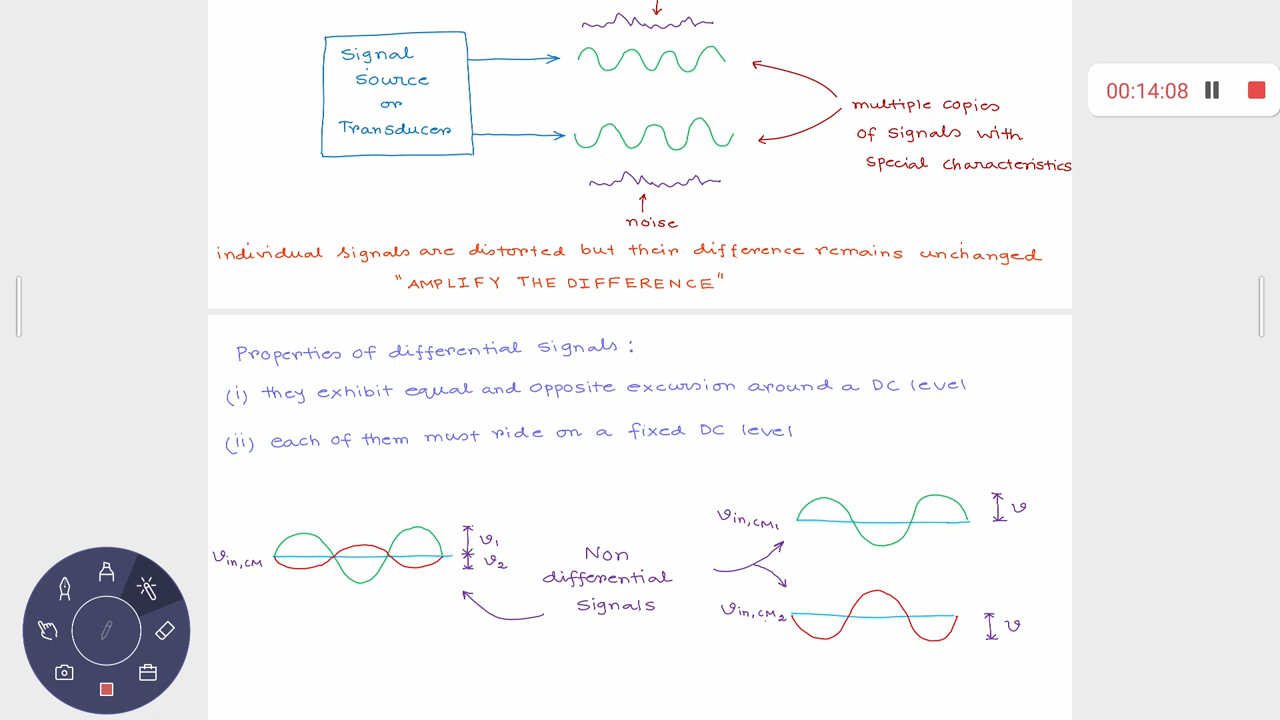 Signal
Source
or
Transducer
00:14:08
multiple copies
of signals with
special characteristics
noise
individual signals are distorted but their difference remains unchanged
"AMPLIFY THE DIFFERENCE"
Properties of differential signals :
(i) they exhibit equal and opposite excursion around a DC level
(ii) each of them must ride on a fixed DC level
Vin,CM1
V
Vin,CM
V1
V2
Non
differential
signals
Vin,CM2
V